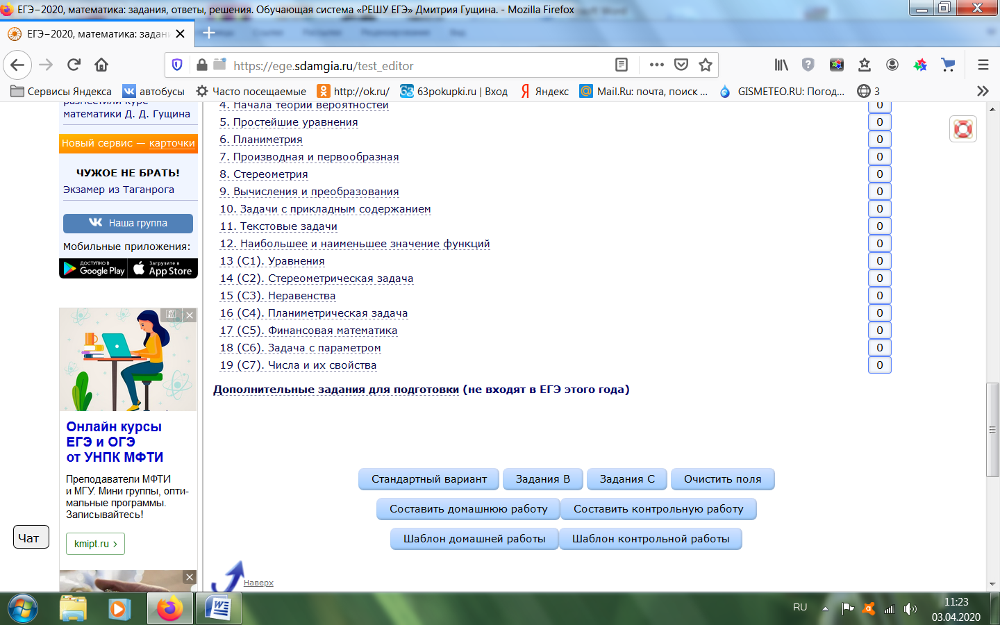 ЕГЭ–2020, математика: задания, ответы, решения. Обучающая система «РЕШУ ЕГЭ» Дмитрия Гущина. - Mozilla Firefox
ЕГЭ–2020, математика: задан
https://ege.sdamgia.ru/test_editor
Сервисы Яндекса
автобусы
Часто посещаемые
http://ok.ru/
63pokupki.ru | Вход
Яндекс
Mail.Ru: почта, поиск ...
GISMETEO.RU: Погод...
3
разместили курс
математики Д. Д. Гущина
Новый сервис — карточки
ЧУЖОЕ НЕ БРАТЬ!
Экзамер из Таганрога
Наша группа
Мобильные приложения:
ДОСТУПНО В
Google Play
Загрузите в
App Store
Онлайн курсы
ЕГЭ и ОГЭ
от УНПК МФТИ
Преподаватели МФТИ
и МГУ. Мини группы, опти-
мальные программы.
Записывайтесь!
kmipt.ru >
Чат
4. Начала теории вероятностей 0
5. Простейшие уравнения 0
6. Планиметрия 0
7. Производная и первообразная 0
8. Стереометрия 0
9. Вычисления и преобразования 0
10. Задачи с прикладным содержанием 0
11. Текстовые задачи 0
12. Наибольшее и наименьшее значение функций 0
13 (C1). Уравнения 0
14 (C2). Стереометрическая задача 0
15 (C3). Неравенства 0
16 (C4). Планиметрическая задача 0
17 (C5). Финансовая математика 0
18 (C6). Задача с параметром 0
19 (C7). Числа и их свойства 0
Дополнительные задания для подготовки (не входят в ЕГЭ этого года)
Стандартный вариант
Задания B
Задания C
Очистить поля
Составить домашнюю работу
Составить контрольную работу
Шаблон домашней работы
Шаблон контрольной работы
Наверх
RU
11:23
03.04.2020